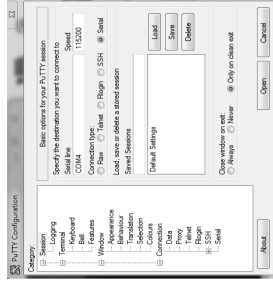 PuTTY Configuration
Category:
Session
Logging
Terminal
Keyboard
Bell
Features
Window
Appearance
Behaviour
Translation
Selection
Colours
Connection
Data
Proxy
Telnet
Rlogin
SSH
Serial
Basic options for your PuTTY session
Specify the destination you want to connect to
Serial line Speed
COM4 115200
Connection type:
Raw Telnet Rlogin SSH Serial
Load, save or delete a stored session
Saved Sessions
Default Settings
Load
Save
Delete
Close window on exit:
Always Never Only on clean exit
About Open Cancel